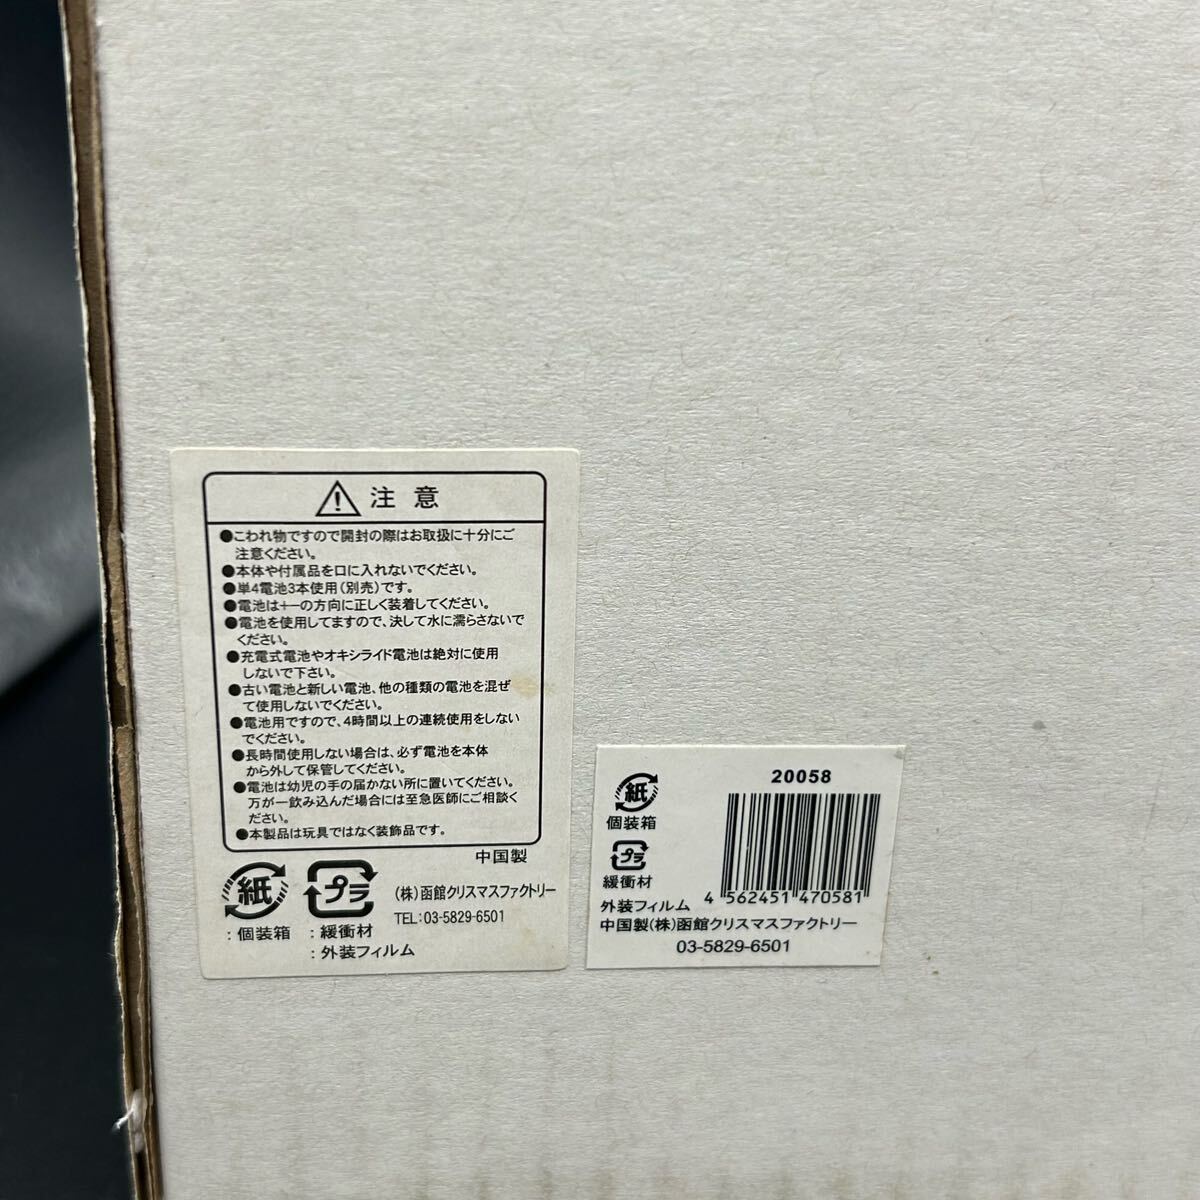 注 意
●こわれ物ですので開封の際はお取扱に十分にご
注意ください。
●本体や付属品を口に入れないでください。
●単4電池3本使用(別売)です。
●電池は+−の方向に正しく装着してください。
●電池を使用してますので、決して水に濡らさないで
ください。
●充電式電池やオキシライド電池は絶対に使用
しないで下さい。
●古い電池と新しい電池、他の種類の電池を混ぜ
て使用しないでください。
●電池用ですので、4時間以上の連続使用をしない
でください。
●長時間使用しない場合は、必ず電池を本体
から外して保管してください。
●電池は幼児の手の届かない所に置いてください。
万が一飲み込んだ場合には至急医師にご相談く
ださい。
●本製品は玩具ではなく装飾品です。
中国製
紙
プラ
(株)函館クリスマスファクトリー
TEL:03-5829-6501
:個装箱 :緩衝材
:外装フィルム
20058
紙
個装箱
プラ
緩衝材
4 562451 470581
外装フィルム
中国製(株)函館クリスマスファクトリー
03-5829-6501